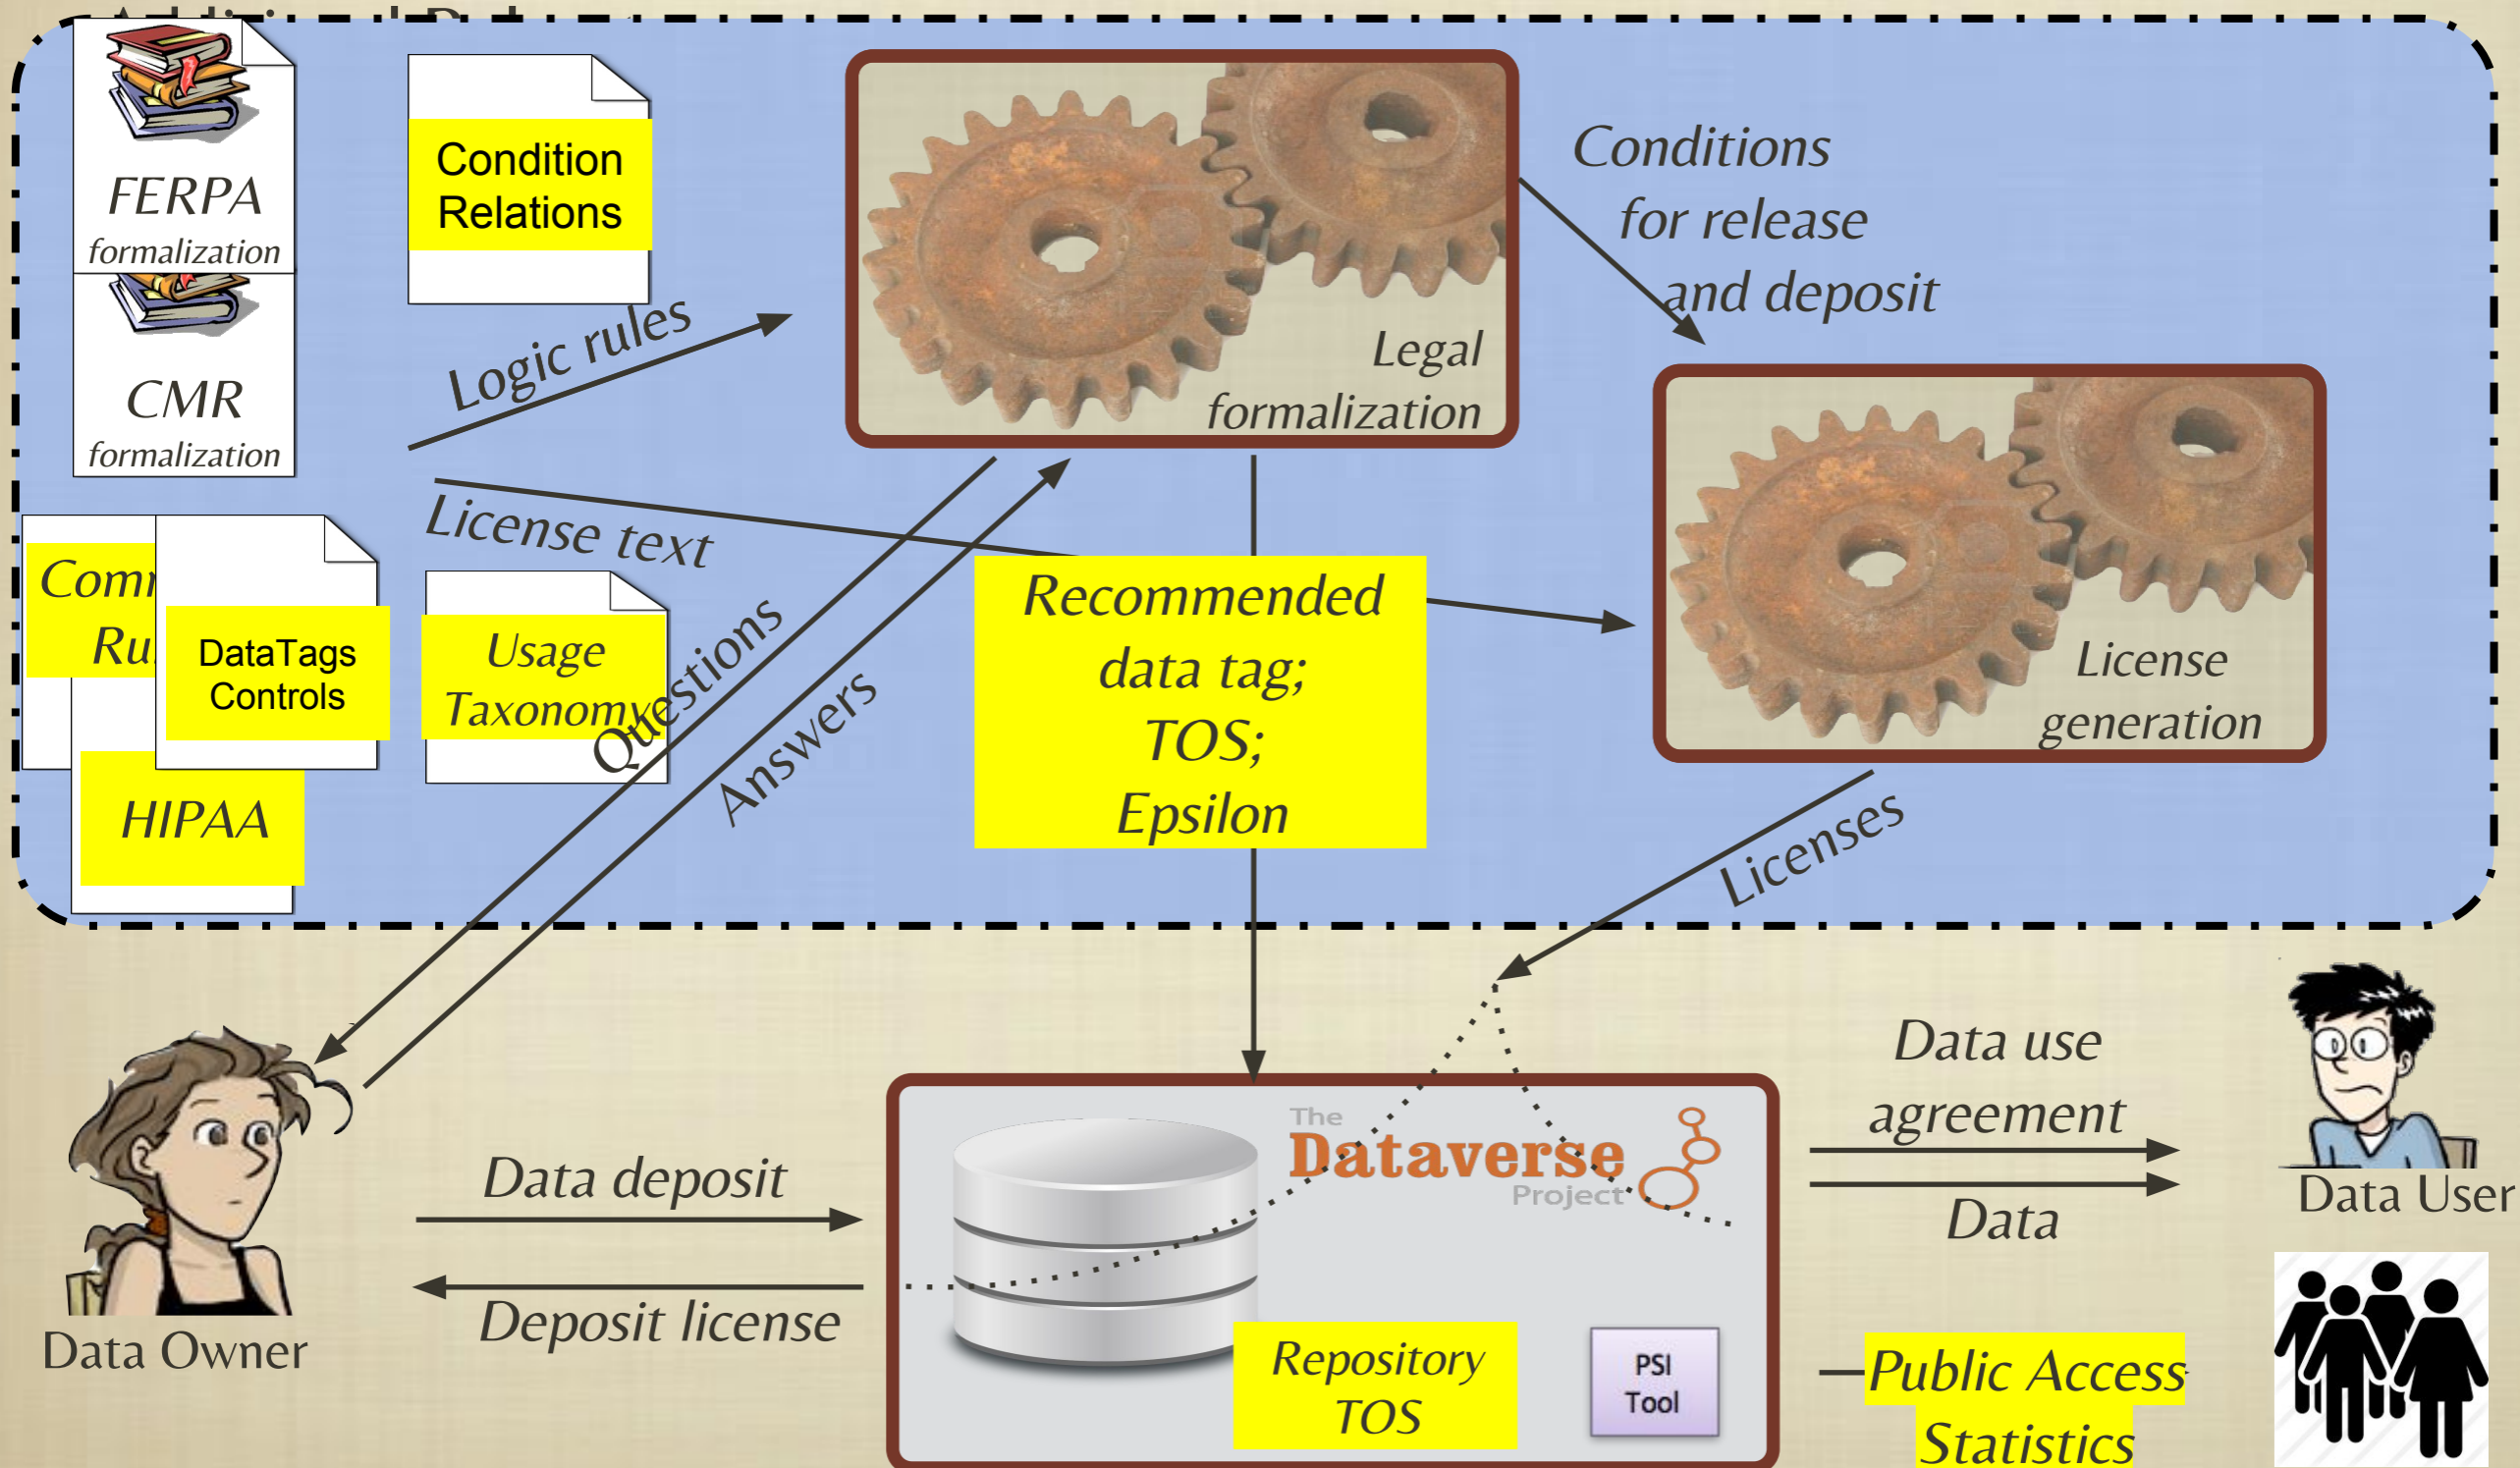 FERPA
formalization
CMR
formalization
Condition
Relations
Logic rules
License text
Legal
formalization
Conditions
for release
and deposit
DataTags
Controls
HIPAA
Usage
Taxonomy
Questions
Answers
Recommended
data tag;
TOS;
Epsilon
License
generation
Licenses
Data Owner
Data deposit
Deposit license
The
Dataverse
Project
Repository
TOS
PSI
Tool
Data use
agreement
Data
Data User
Public Access
Statistics